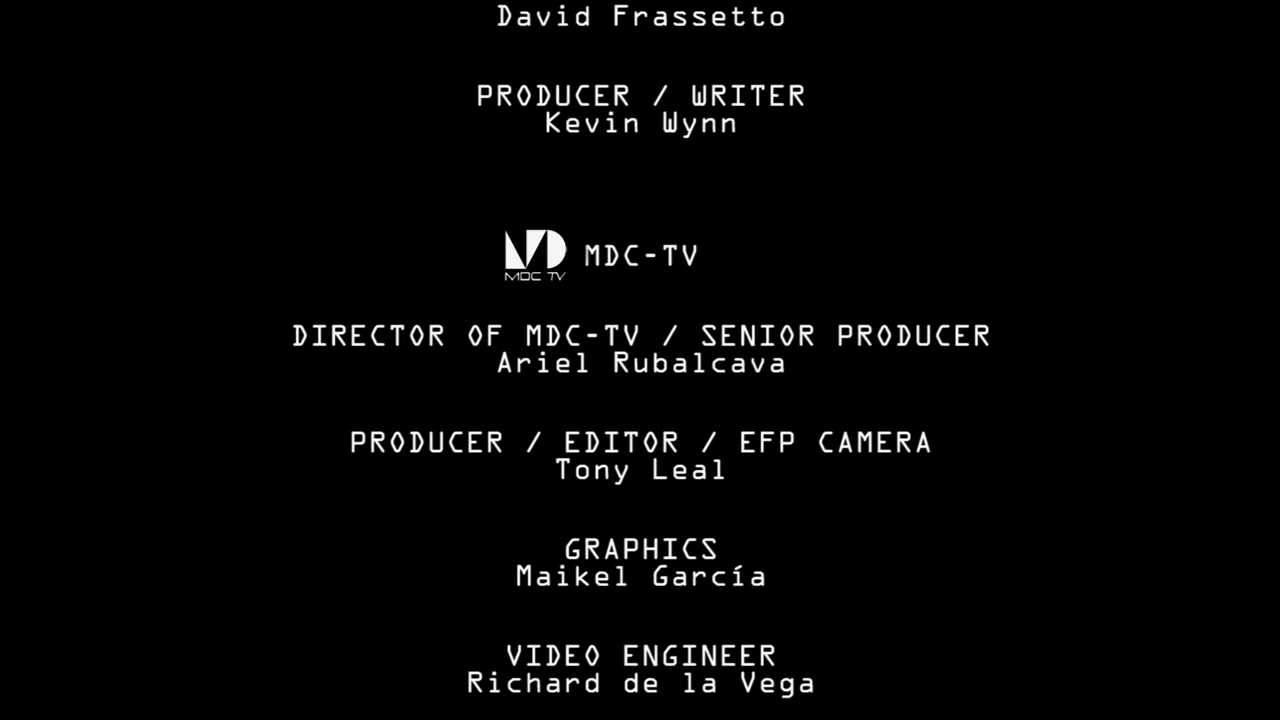 David Frassetto
PRODUCER / WRITER
Kevin Wynn
MDC TV
MDC-TV
DIRECTOR OF MDC-TV / SENIOR PRODUCER
Ariel Rubalcava
PRODUCER / EDITOR / EFP CAMERA
Tony Leal
GRAPHICS
Maikel García
VIDEO ENGINEER
Richard de la Vega